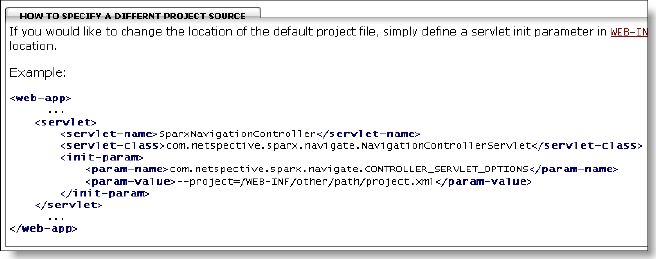 HOW TO SPECIFY A DIFFERNT PROJECT SOURCE
If you would like to change the location of the default project file, simply define a servlet init parameter in WEB-IN
location.
Example:
<web-app>
...
<servlet>
<servlet-name>SparxNavigationController</servlet-name>
<servlet-class>com.netspective.sparx.navigate.NavigationControllerServlet</servlet-class>
<init-param>
<param-name>com.netspective.sparx.navigate.CONTROLLER_SERVLET_OPTIONS</param-name>
<param-value>--project=/WEB-INF/other/path/project.xml</param-value>
</init-param>
</servlet>
...
</web-app>